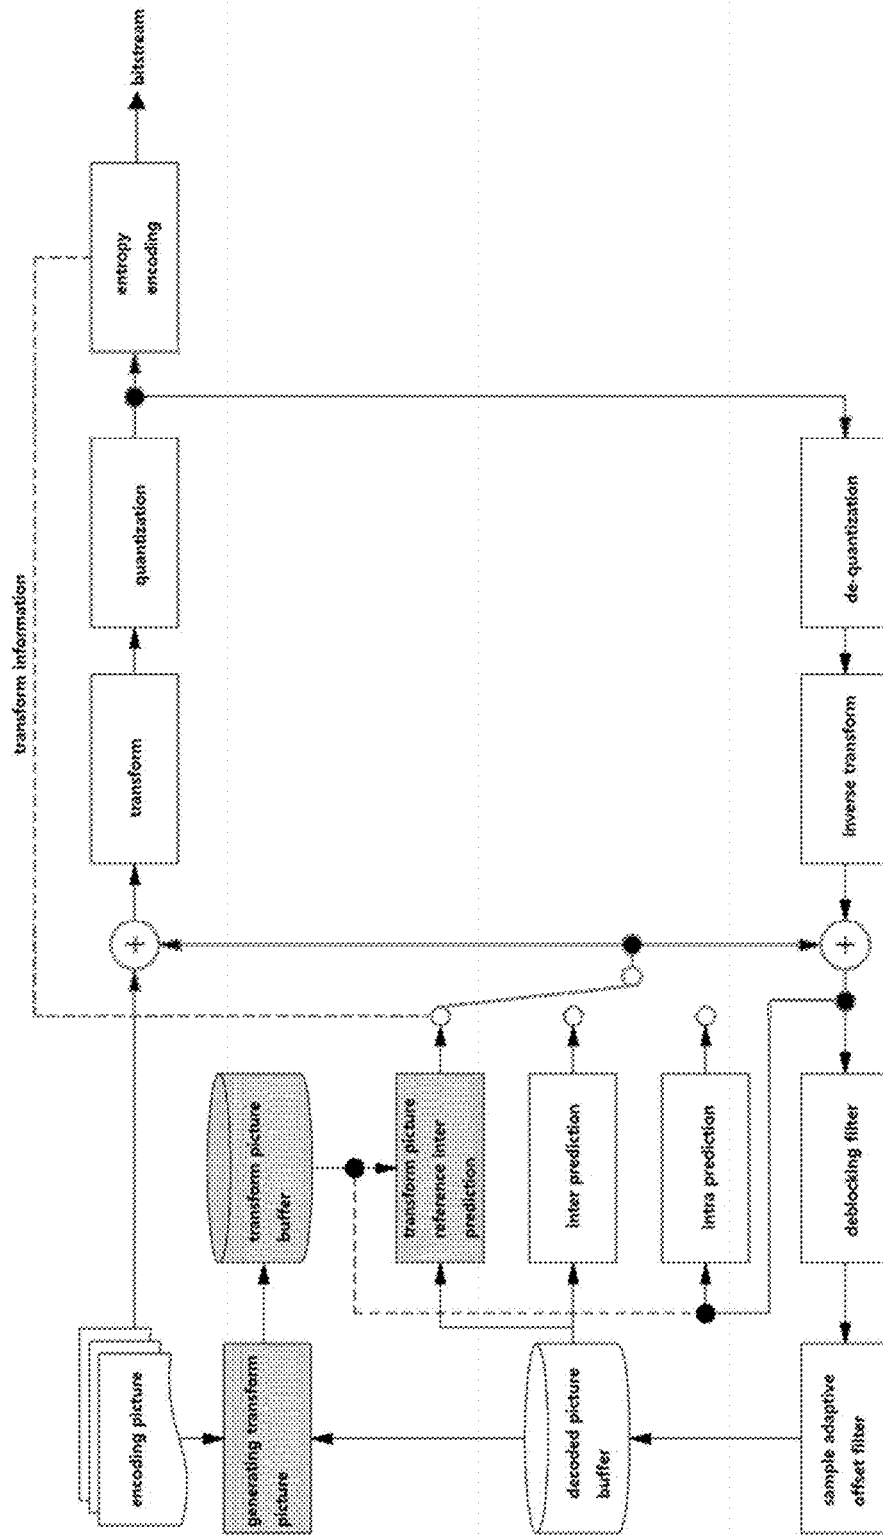 encoding picture
transform information
transform
quantization
entropy
encoding
bitstream
generating transform
picture
transform picture
buffer
transform picture
reference inter
prediction
decoded picture
buffer
inter prediction
intra prediction
sample adaptive
offset filter
deblocking filter
inverse transform
de-quantization
+
+